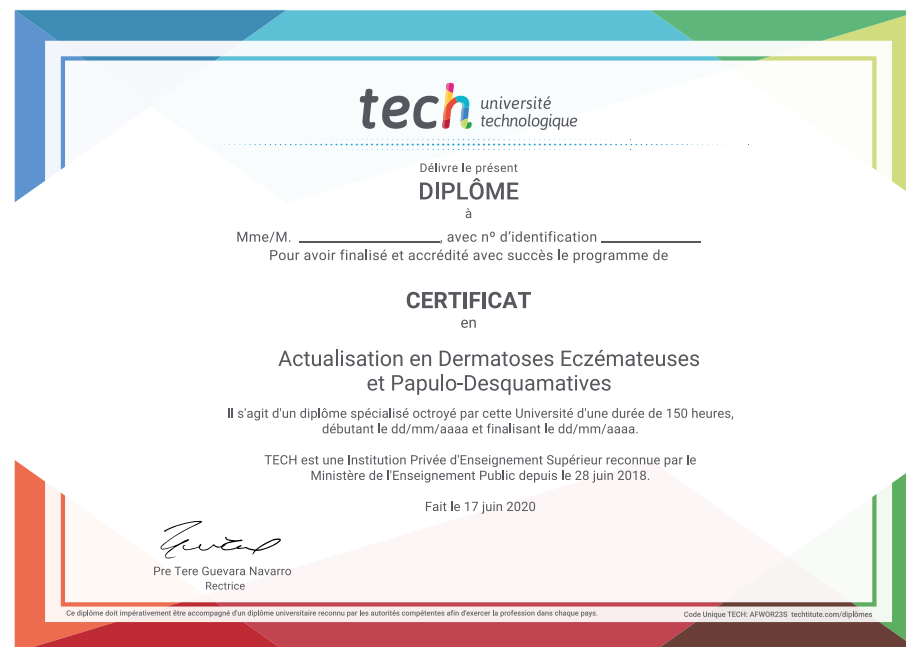 tech université
technologique
Délivre le présent
DIPLÔME
à
Mme/M. ____________________, avec nº d'identification ______________
Pour avoir finalisé et accrédité avec succès le programme de
CERTIFICAT
en
Actualisation en Dermatoses Eczémateuses
et Papulo-Desquamatives
Il s'agit d'un diplôme spécialisé octroyé par cette Université d'une durée de 150 heures,
débutant le dd/mm/aaaa et finalisant le dd/mm/aaaa.
TECH est une Institution Privée d'Enseignement Supérieur reconnue par le
Ministère de l'Enseignement Public depuis le 28 juin 2018.
Fait le 17 juin 2020
Pre Tere Guevara Navarro
Rectrice
Ce diplôme doit impérativement être accompagné d'un diplôme universitaire reconnu par les autorités compétentes afin d'exercer la profession dans chaque pays.
Code Unique TECH: AFWOR23S techtitute.com/diplômes